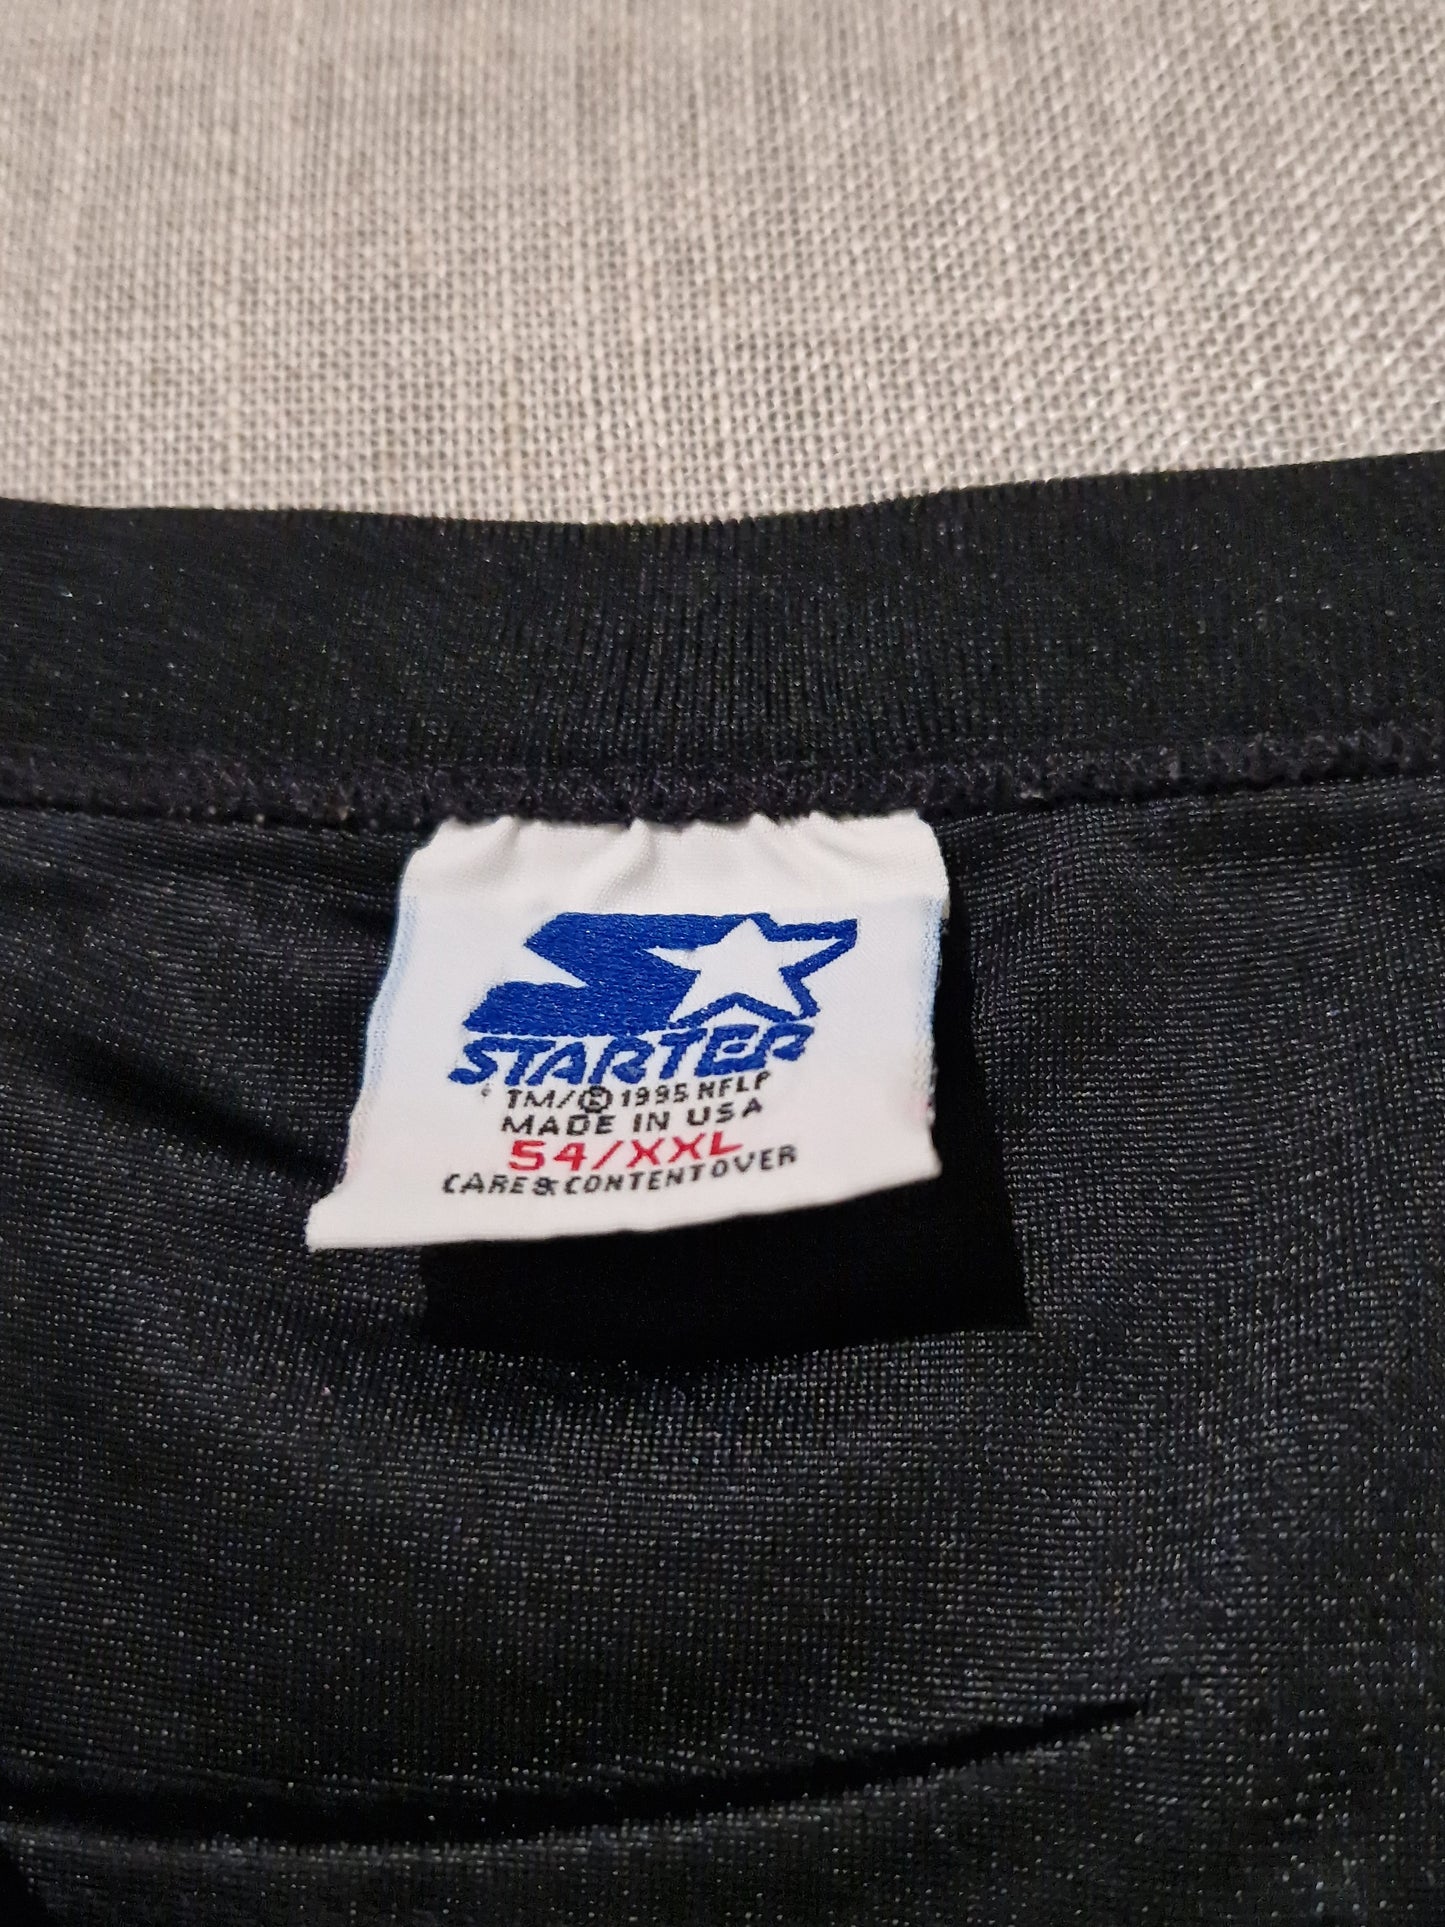 STARTER
TM/© 1995 NFLP
MADE IN USA
54/XXL
CARE & CONTENT OVER